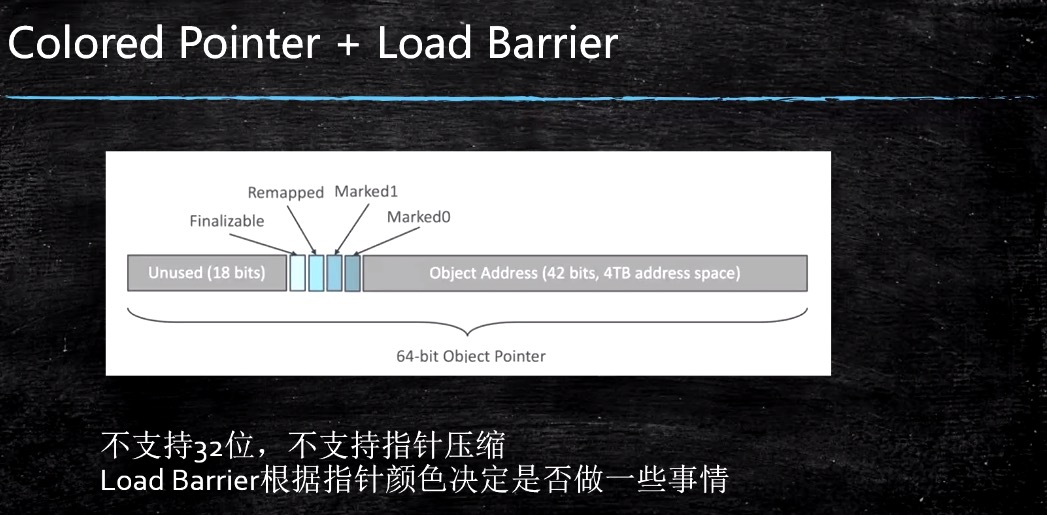 Colored Pointer + Load Barrier
Remapped Marked1
Finalizable Marked0
Unused (18 bits) Object Address (42 bits, 4TB address space)
64-bit Object Pointer
不支持32位，不支持指针压缩
Load Barrier根据指针颜色决定是否做一些事情